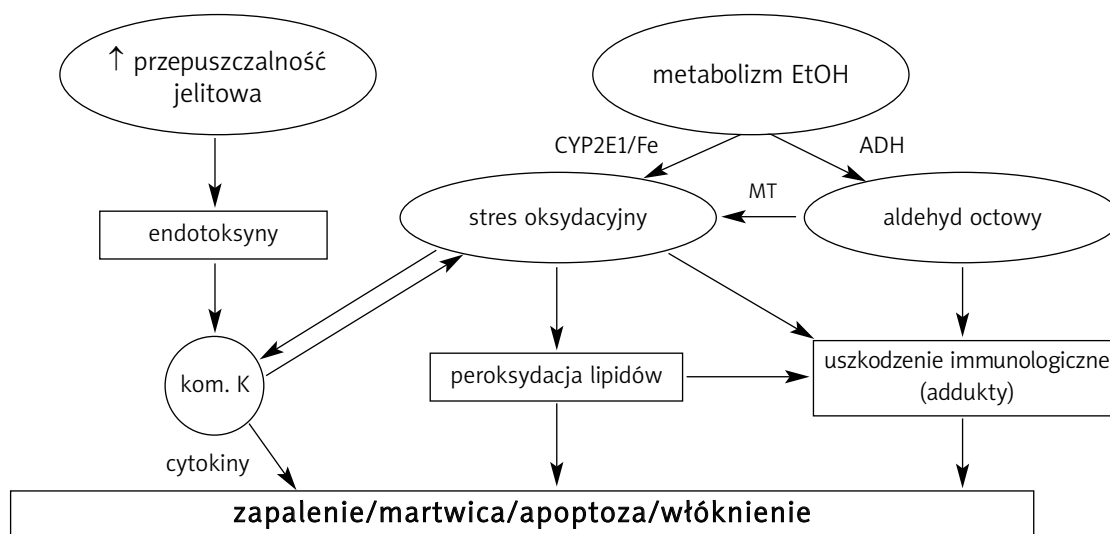 ↑ przepuszczalność
jelitowa
metabolizm EtOH
CYP2E1/Fe
ADH
endotoksyny
stres oksydacyjny
MT
aldehyd octowy
kom. K
peroksydacja lipidów
uszkodzenie immunologiczne
(addukty)
cytokiny
zapalenie/martwica/apoptoza/włóknienie